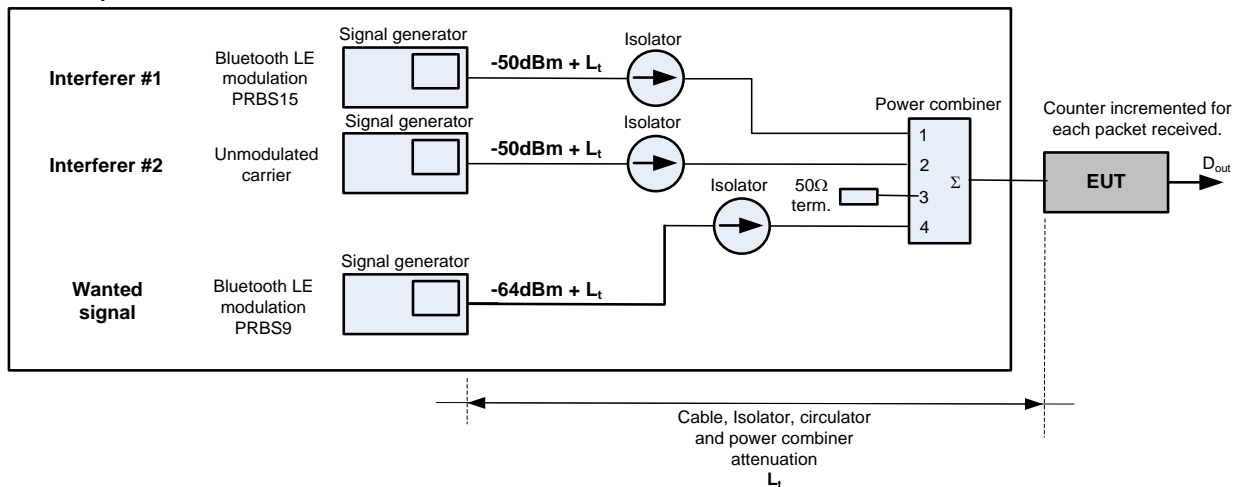 Signal generator
Isolator
-50dBm + Lt
Interferer #1
Bluetooth LE
modulation
PRBS15
Power combiner
Counter incremented for
each packet received.
Signal generator
Isolator
-50dBm + Lt
1
Interferer #2
Unmodulated
carrier
2
Isolator
50Ω
term.
3
Σ
4
EUT
Dout
Signal generator
-64dBm + Lt
Wanted
signal
Bluetooth LE
modulation
PRBS9
Cable, Isolator, circulator
and power combiner
attenuation
Lt